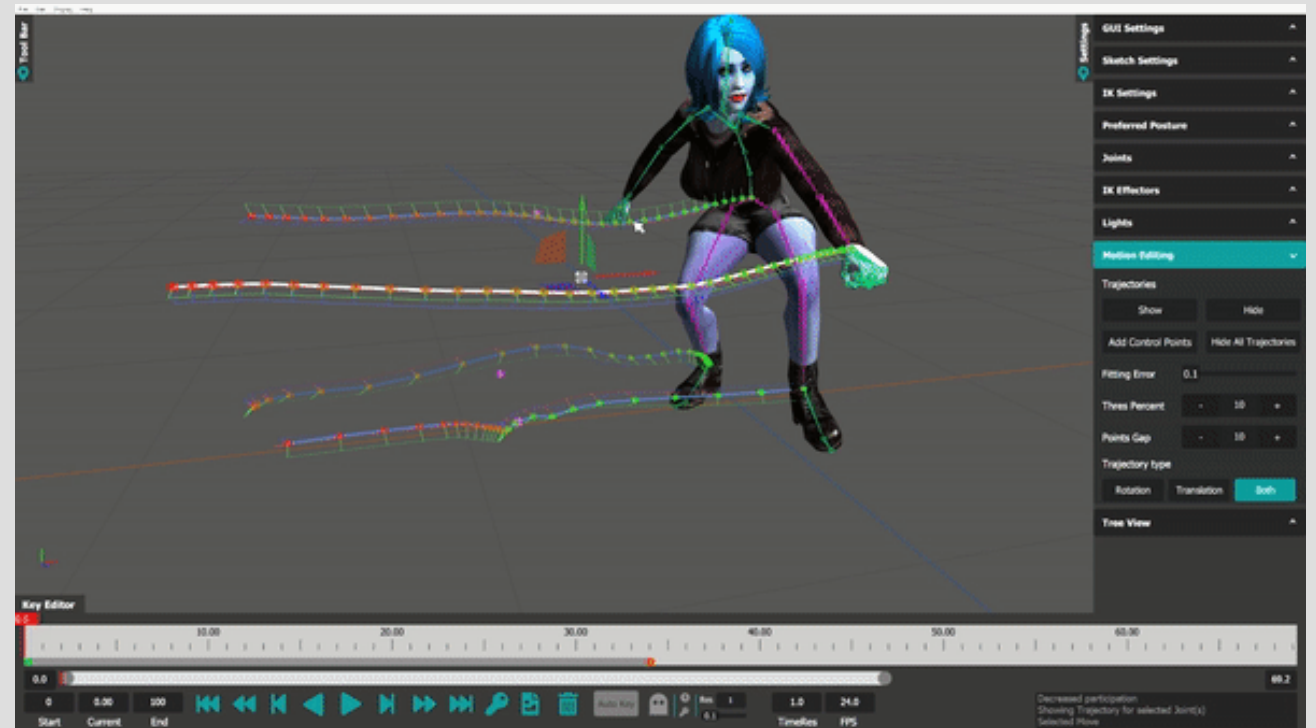 Tool Bar
Settings
GUI Settings
Sketch Settings
IK Settings
Preferred Posture
Joints
IK Effectors
Lights
Motion Editing
Trajectories
Show Hide
Add Control Points Hide All Trajectories
Fitting Error 0.1
Thres Percent - 10 +
Points Gap - 10 +
Trajectory type
Rotation Translation Both
Tree View
Key Editor
10.00 20.00 30.00 40.00 50.00 60.00
0.0 69.2
0 0.00 100 Auto Key Res 1 1.0 24.0
0.1
Start Current End TimeRes FPS
Decreased participation
Showing Trajectory for selected Joint(s)
Selected Move